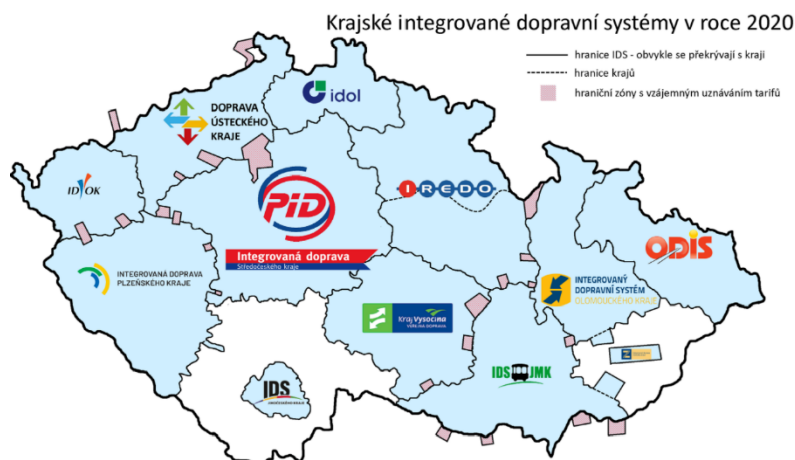 Krajské integrované dopravní systémy v roce 2020
hranice IDS - obvykle se překrývají s kraji
hranice krajů
hraniční zóny s vzájemným uznáváním tarifů
idol
DOPRAVA
ÚSTECKÉHO
KRAJE
IDOK
IREDO
PID
Integrovaná doprava
Středočeského kraje
ODIS
INTEGROVANÁ DOPRAVA
PLZEŇSKÉHO KRAJE
INTEGROVANÝ
DOPRAVNÍ SYSTÉM
OLOMOUCKÉHO KRAJE
Kraj Vysočina
VEŘEJNÁ DOPRAVA
IDS JMK
IDS
JIHOČESKÉHO KRAJE